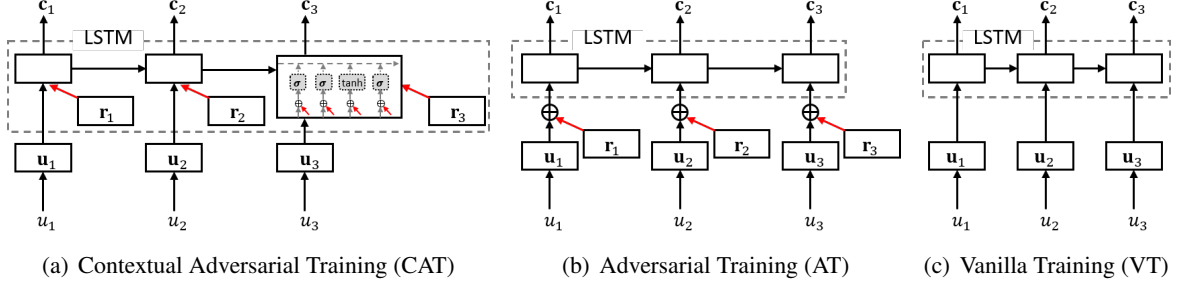 𝐜₁ 𝐜₂ 𝐜₃ 𝐜₁ 𝐜₂ 𝐜₃ 𝐜₁ 𝐜₂ 𝐜₃
LSTM LSTM LSTM
σ σ tanh σ
𝐫₁ 𝐫₂ 𝐫₃
𝐫₁ 𝐫₂ 𝐫₃
𝐮₁ 𝐮₂ 𝐮₃ 𝐮₁ 𝐮₂ 𝐮₃ 𝐮₁ 𝐮₂ 𝐮₃
𝑢₁ 𝑢₂ 𝑢₃ 𝑢₁ 𝑢₂ 𝑢₃ 𝑢₁ 𝑢₂ 𝑢₃
(a) Contextual Adversarial Training (CAT) (b) Adversarial Training (AT) (c) Vanilla Training (VT)